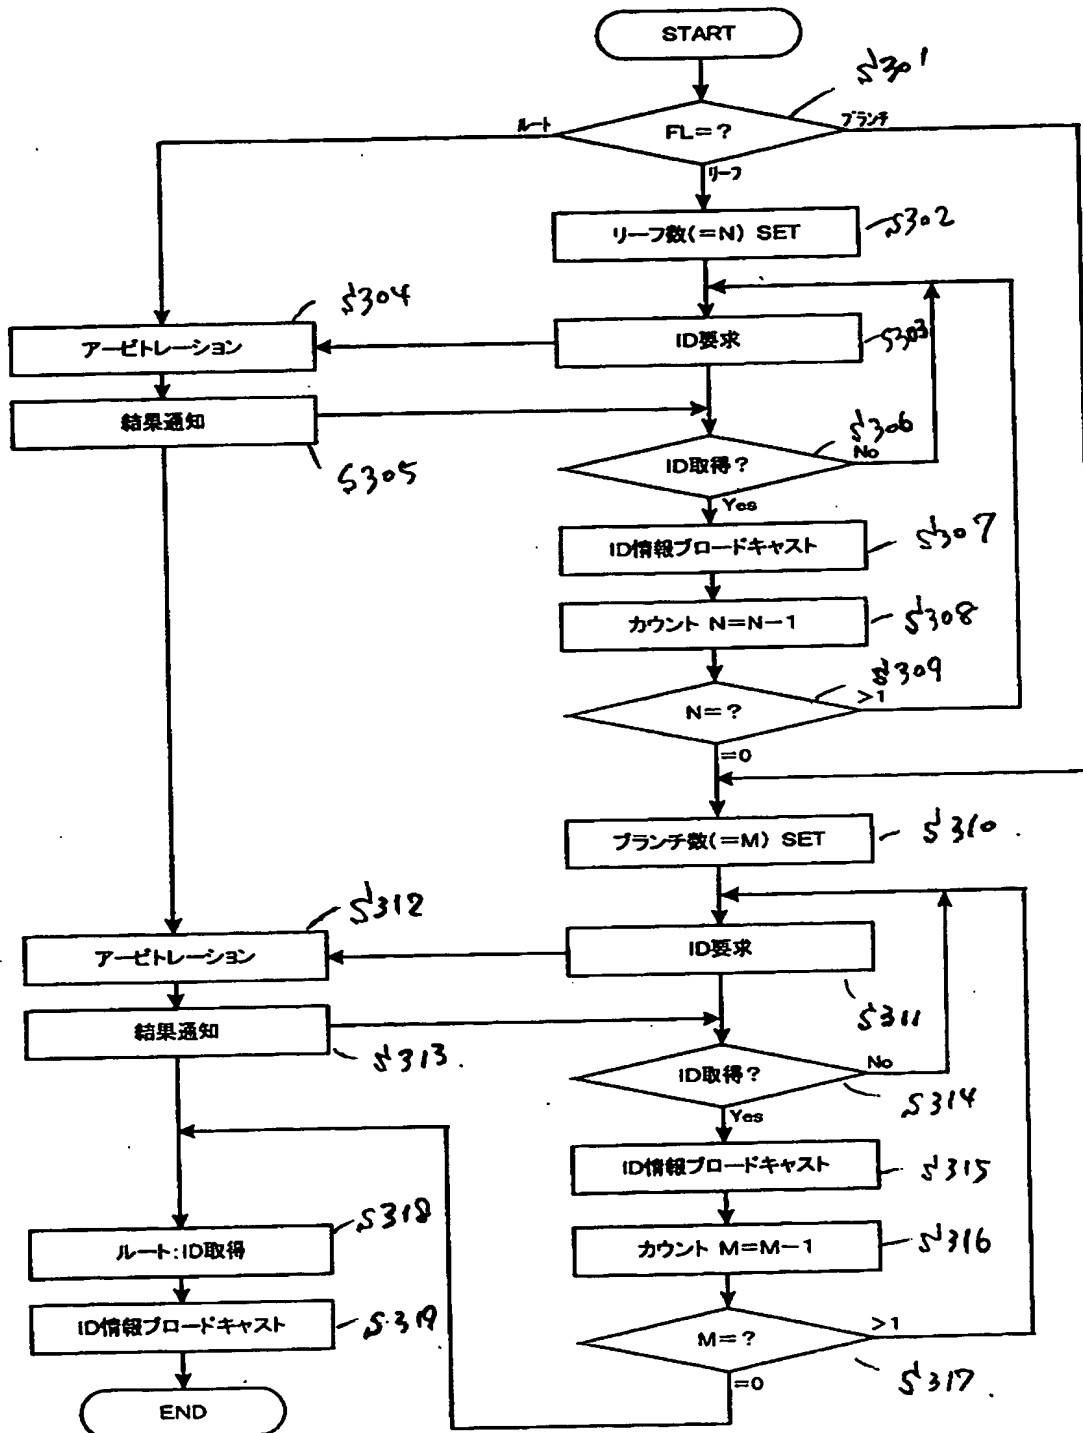 START
S301
FL=?
ルート
ブランチ
リーフ
リーフ数(=N) SET
S302
S304
アービトレーション
ID要求
S303
結果通知
S305
S306
ID取得?
No
Yes
ID情報ブロードキャスト
S307
カウント N=N-1
S308
S309
N=?
>1
=0
ブランチ数(=M) SET
S310
S312
アービトレーション
ID要求
S311
結果通知
S313
ID取得?
No
S314
Yes
ID情報ブロードキャスト
S315
S318
ルート:ID取得
カウント M=M-1
S316
ID情報ブロードキャスト
S319
M=?
>1
S317
=0
END